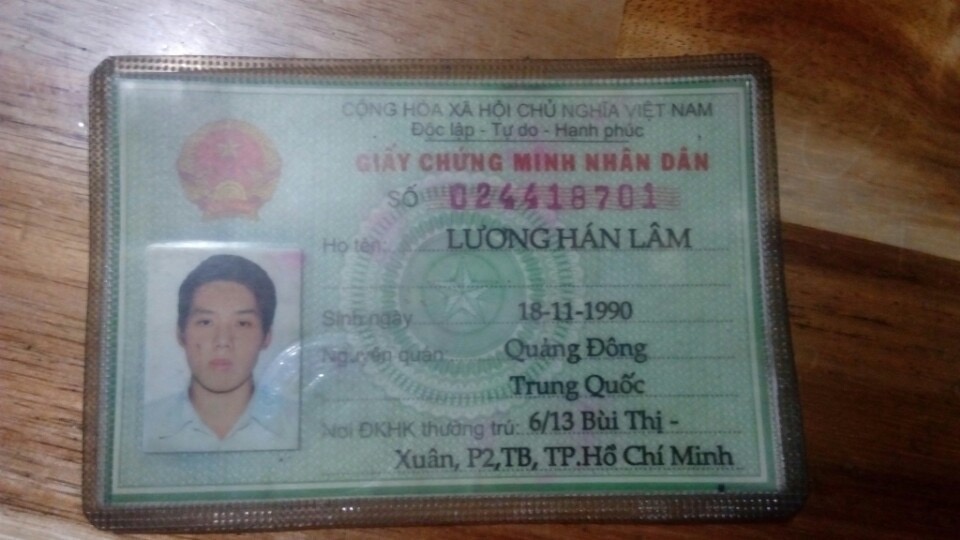 CỘNG HÒA XÃ HỘI CHỦ NGHĨA VIỆT NAM
Độc lập - Tự do - Hạnh phúc
GIẤY CHỨNG MINH NHÂN DÂN
SỐ 024418701
Họ tên: LƯƠNG HÁN LÂM
Sinh ngày 18-11-1990
Nguyên quán: Quảng Đông
Trung Quốc
Nơi ĐKHK thường trú: 6/13 Bùi Thị -
Xuân, P2,TB, TP.Hồ Chí Minh